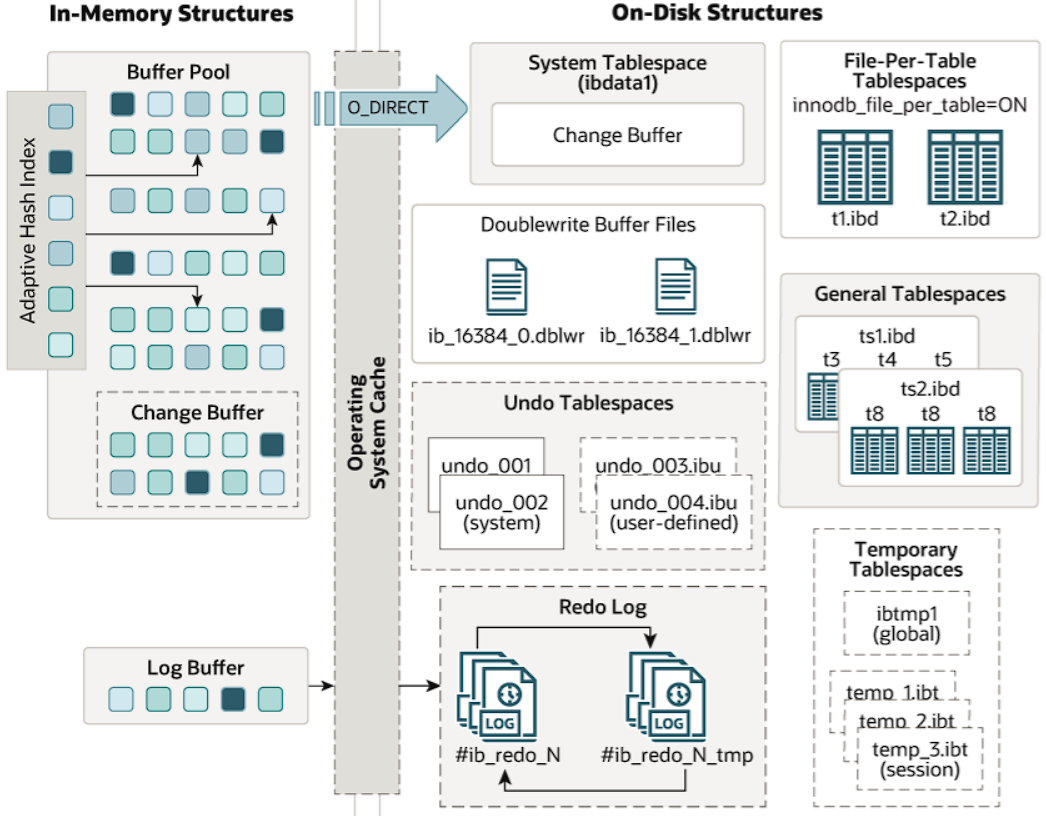 In-Memory Structures
On-Disk Structures
Buffer Pool
Adaptive Hash Index
Change Buffer
Log Buffer
Operating
System Cache
O_DIRECT
System Tablespace
(ibdata1)
Change Buffer
File-Per-Table
Tablespaces
innodb_file_per_table=ON
t1.ibd
t2.ibd
Doublewrite Buffer Files
ib_16384_0.dblwr
ib_16384_1.dblwr
General Tablespaces
ts1.ibd
t3 t4 t5
ts2.ibd
t8 t8 t8
Undo Tablespaces
undo_001
undo_002
(system)
undo_003.ibu
undo_004.ibu
(user-defined)
Temporary
Tablespaces
ibtmp1
(global)
temp_1.ibt
temp_2.ibt
temp_3.ibt
(session)
Redo Log
LOG
LOG
#ib_redo_N
#ib_redo_N_tmp